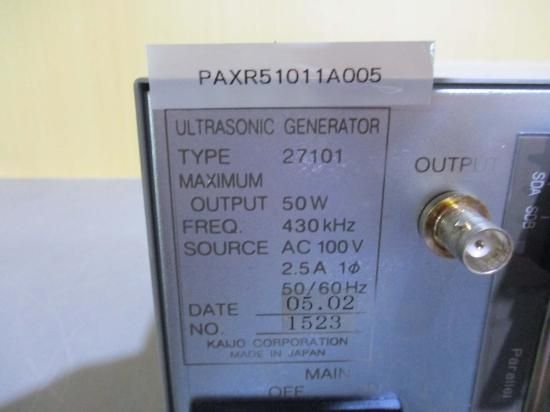 PAXR51011A005
ULTRASONIC GENERATOR
TYPE 27101
MAXIMUM
OUTPUT 50W
FREQ. 430kHz
SOURCE AC 100V
2.5A 1ϕ
50/60Hz
DATE 05.02
NO. 1523
KAIJO CORPORATION
MADE IN JAPAN
MAIN
OFF
OUTPUT
SDA SCB
Parallel